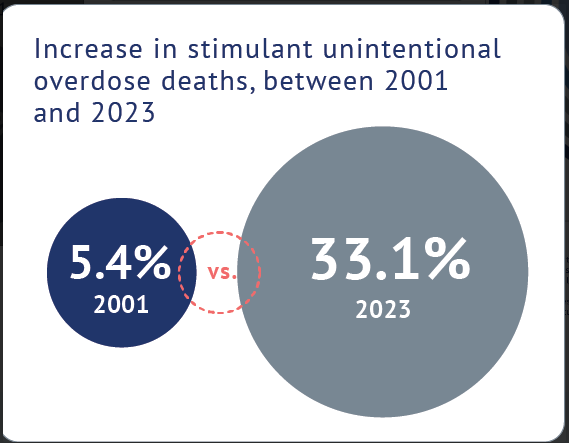 Increase in stimulant unintentional
overdose deaths, between 2001
and 2023
5.4%
2001
vs.
33.1%
2023